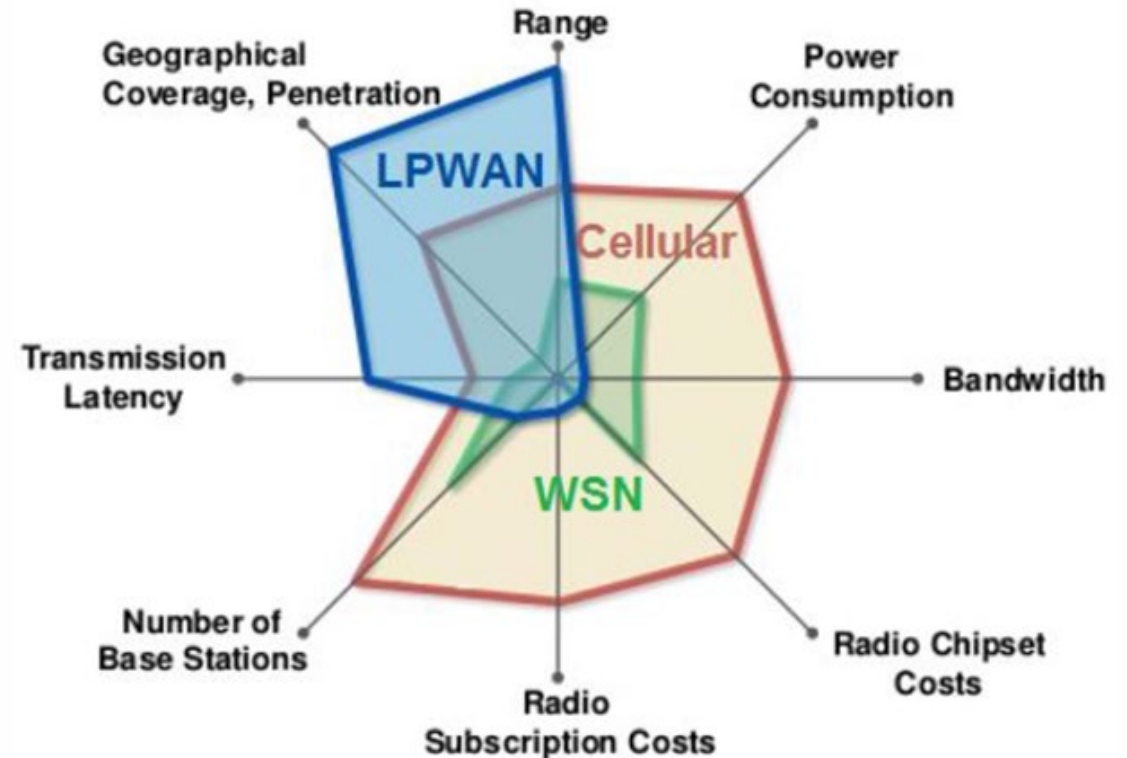 Range
Geographical
Coverage, Penetration
Power
Consumption
LPWAN
Cellular
Transmission
Latency
Bandwidth
WSN
Number of
Base Stations
Radio Chipset
Costs
Radio
Subscription Costs